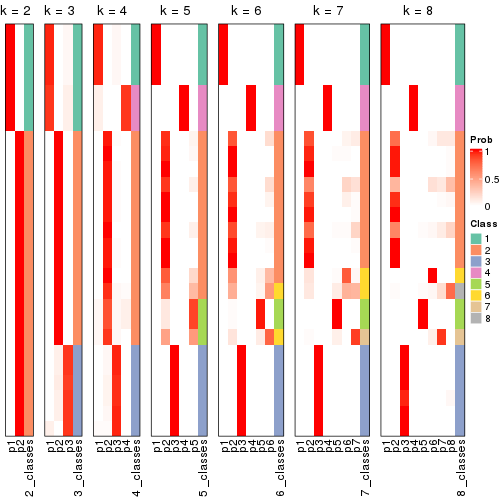 k = 2 k = 3 k = 4 k = 5 k = 6 k = 7 k = 8
Prob
1
0.5
0
Class
1
2
3
4
5
6
7
8
p1 p2 2_classes p1 p2 p3 3_classes p1 p2 p3 p4 4_classes p1 p2 p3 p4 p5 5_classes p1 p2 p3 p4 p5 p6 6_classes p1 p2 p3 p4 p5 p6 p7 7_classes p1 p2 p3 p4 p5 p6 p7 p8 8_classes